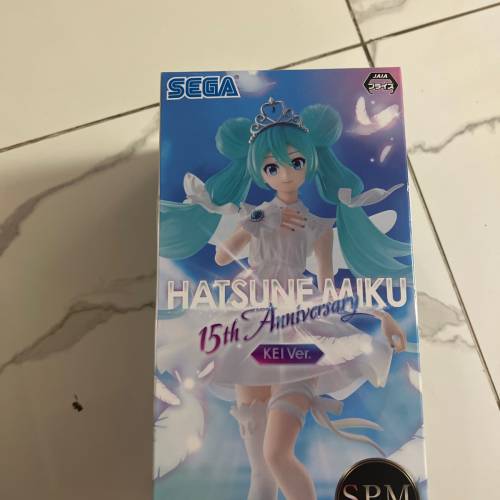 SEGA
JAIA
プライズ
HATSUNE MIKU
15th Anniversary
KEI Ver.
SPM